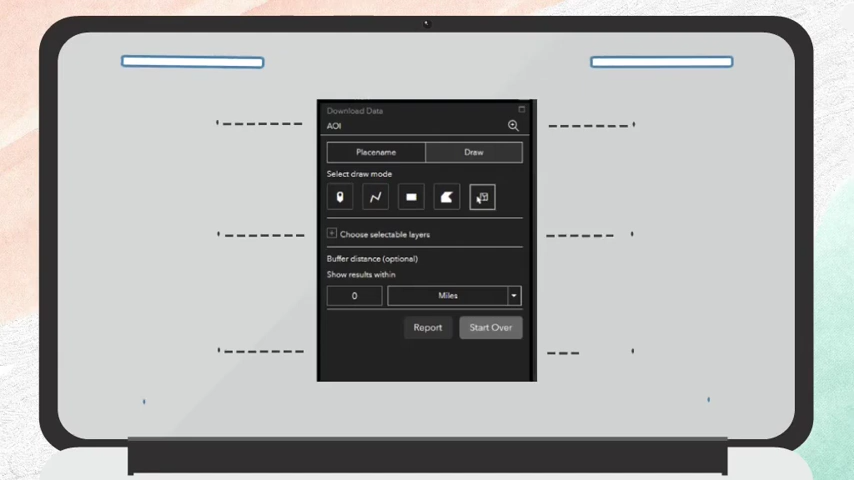 Download Data
AOI
Placename Draw
Select draw mode
Choose selectable layers
Buffer distance (optional)
Show results within
0 Miles
Report Start Over